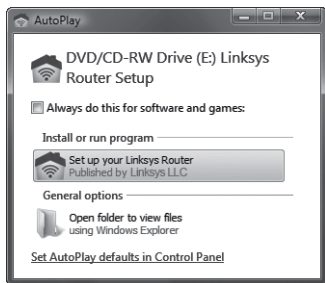 AutoPlay
DVD/CD-RW Drive (E:) Linksys
Router Setup
Always do this for software and games:
Install or run program
Set up your Linksys Router
Published by Linksys LLC
General options
Open folder to view files
using Windows Explorer
Set AutoPlay defaults in Control Panel